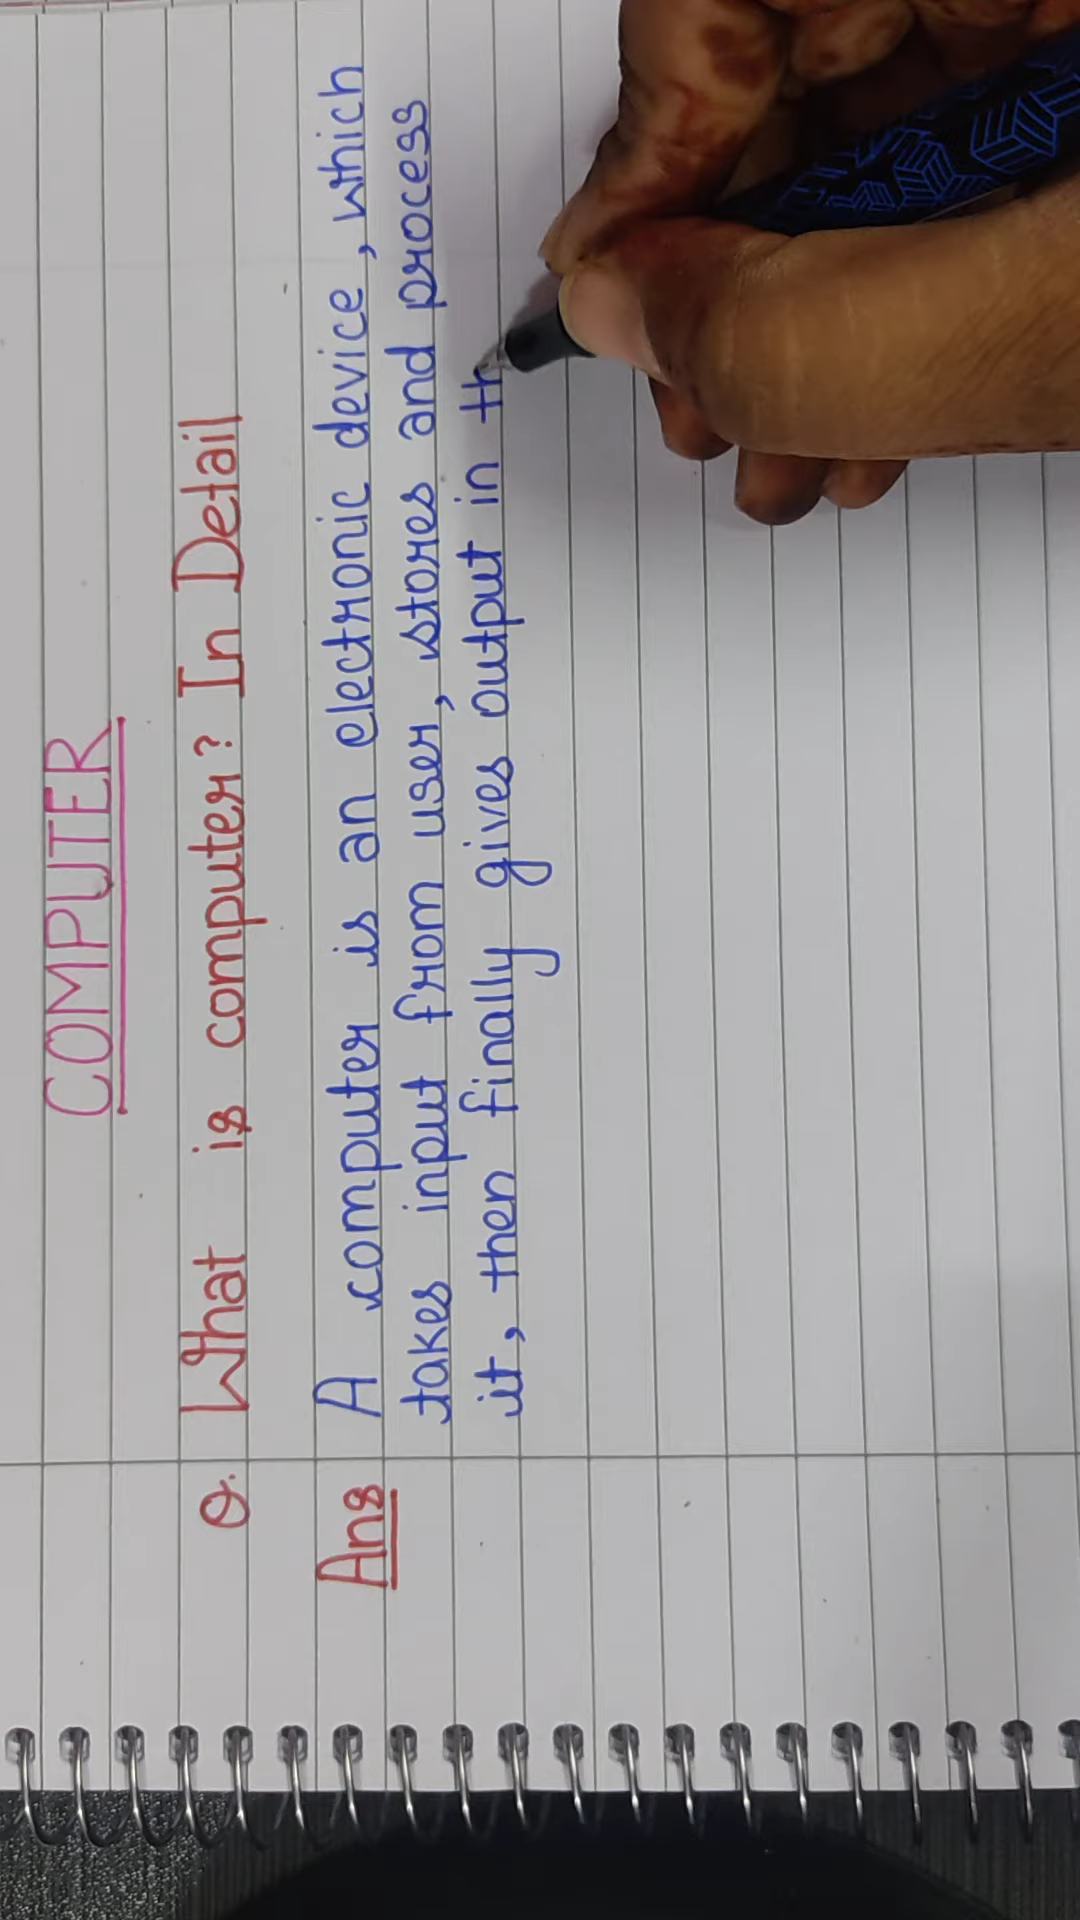 COMPUTER
Q. What is computer? In Detail
Ans A computer is an electronic device, which
takes input from user, stores and process
it, then finally gives output in th